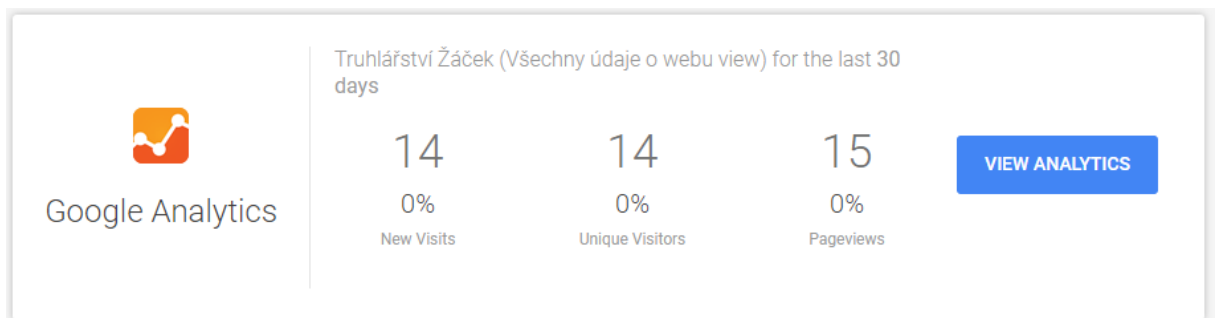 Truhlářství Žáček (Všechny údaje o webu view) for the last 30
days
14 14 15
0% 0% 0%
New Visits Unique Visitors Pageviews
VIEW ANALYTICS
Google Analytics